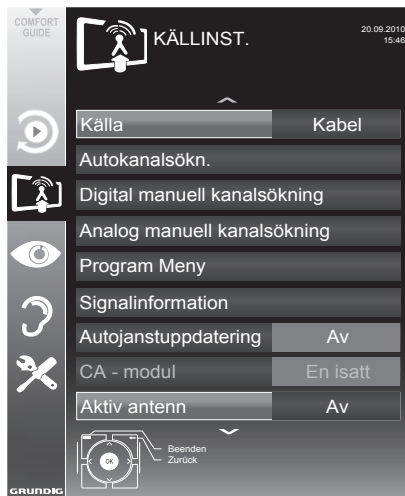 COMFORT
GUIDE
KÄLLINST.
20.09.2010
15:46
Källa Kabel
Autokanalsökn.
Digital manuell kanalsökning
Analog manuell kanalsökning
Program Meny
Signalinformation
Autojanstuppdatering Av
CA - modul En isatt
Aktiv antenn Av
OK
Beenden
Zurück
GRUNDIG